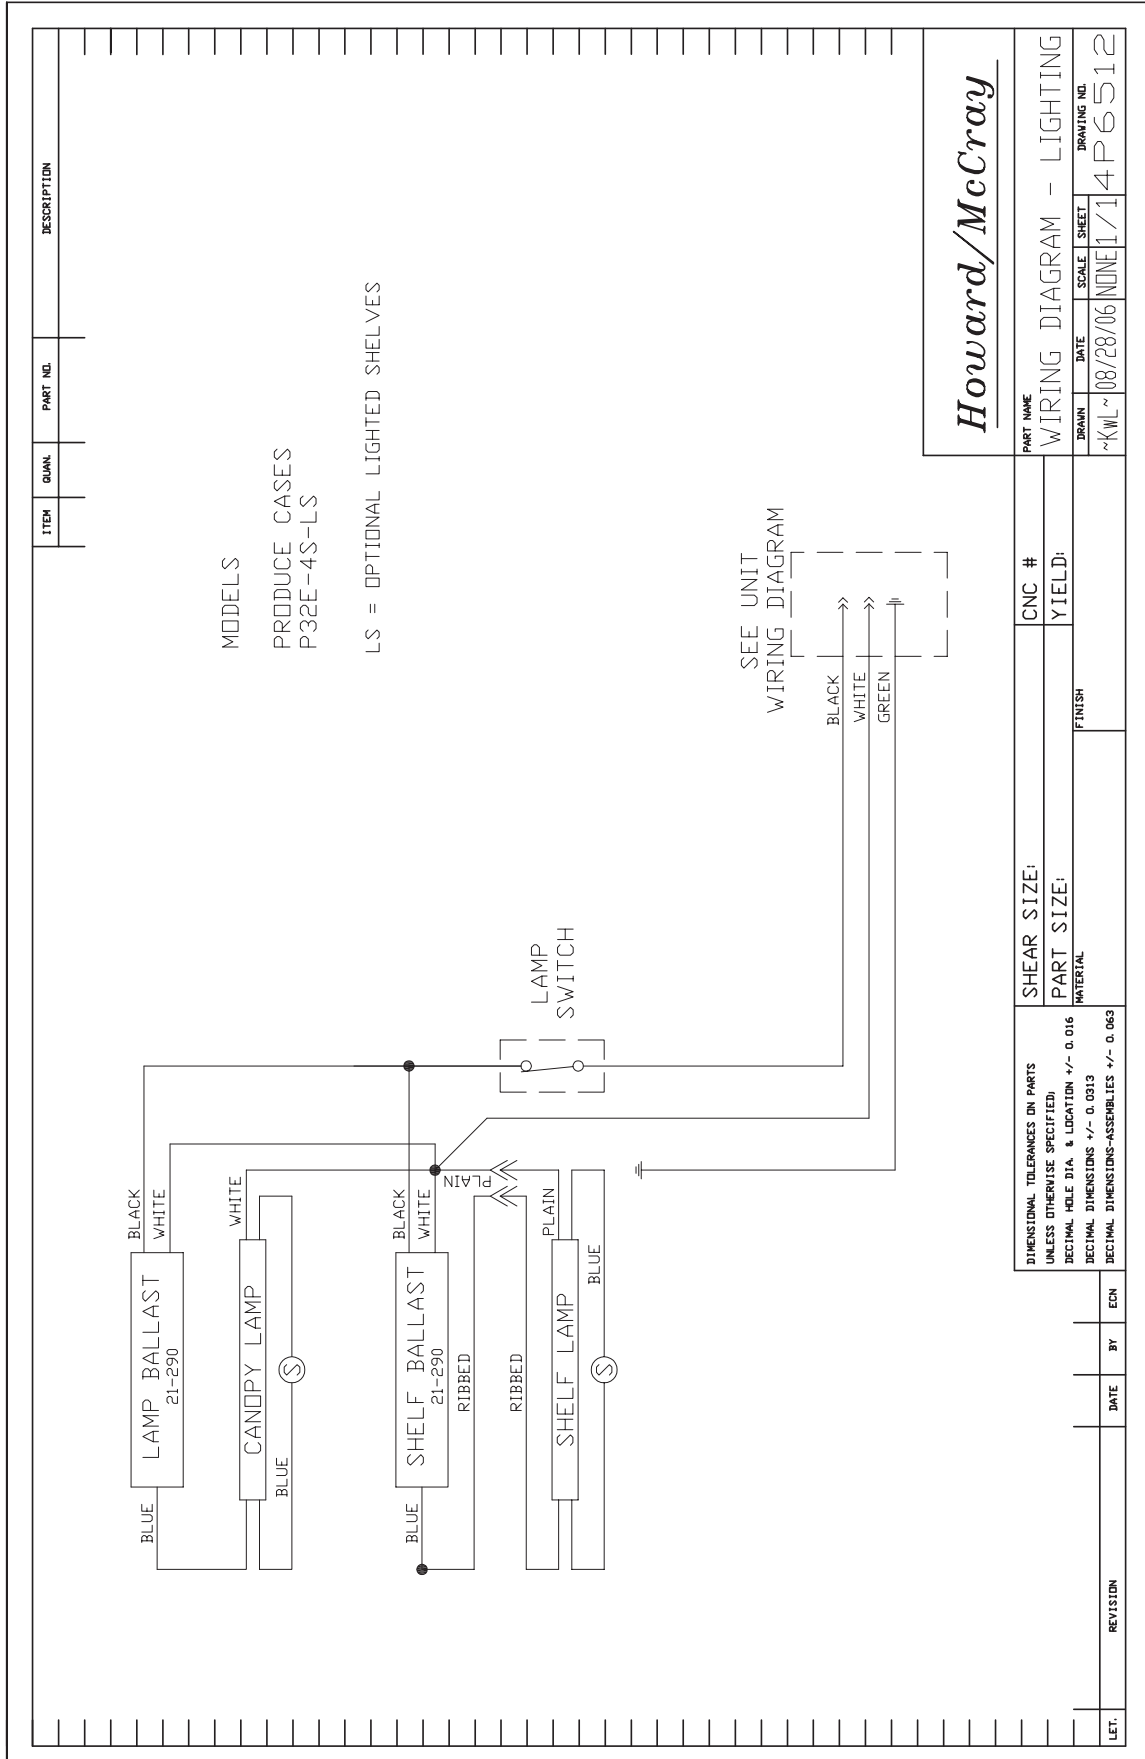 ITEM
QUAN.
PART NO.
DESCRIPTION
MODELS
PRODUCE CASES
P32E-4S-LS
LS = OPTIONAL LIGHTED SHELVES
BLUE
LAMP BALLAST
21-290
BLACK
WHITE
CANOPY LAMP
WHITE
BLUE
S
BLUE
SHELF BALLAST
21-290
BLACK
WHITE
RIBBED
PLAIN
RIBBED
SHELF LAMP
PLAIN
BLUE
S
LAMP
SWITCH
SEE UNIT
WIRING DIAGRAM
BLACK
WHITE
GREEN
LET.
REVISION
DATE
BY
ECN
DIMENSIONAL TOLERANCES ON PARTS
UNLESS OTHERWISE SPECIFIED:
DECIMAL HOLE DIA. & LOCATION +/- 0.016
DECIMAL DIMENSIONS +/- 0.0313
DECIMAL DIMENSIONS-ASSEMBLIES +/- 0.063
SHEAR SIZE:
PART SIZE:
MATERIAL
CNC #
YIELD:
FINISH
Howard/McCray
PART NAME
WIRING DIAGRAM - LIGHTING
DRAWN
DATE
SCALE
SHEET
DRAWING NO.
~KWL~
08/28/06
NONE
1/1
4P6512